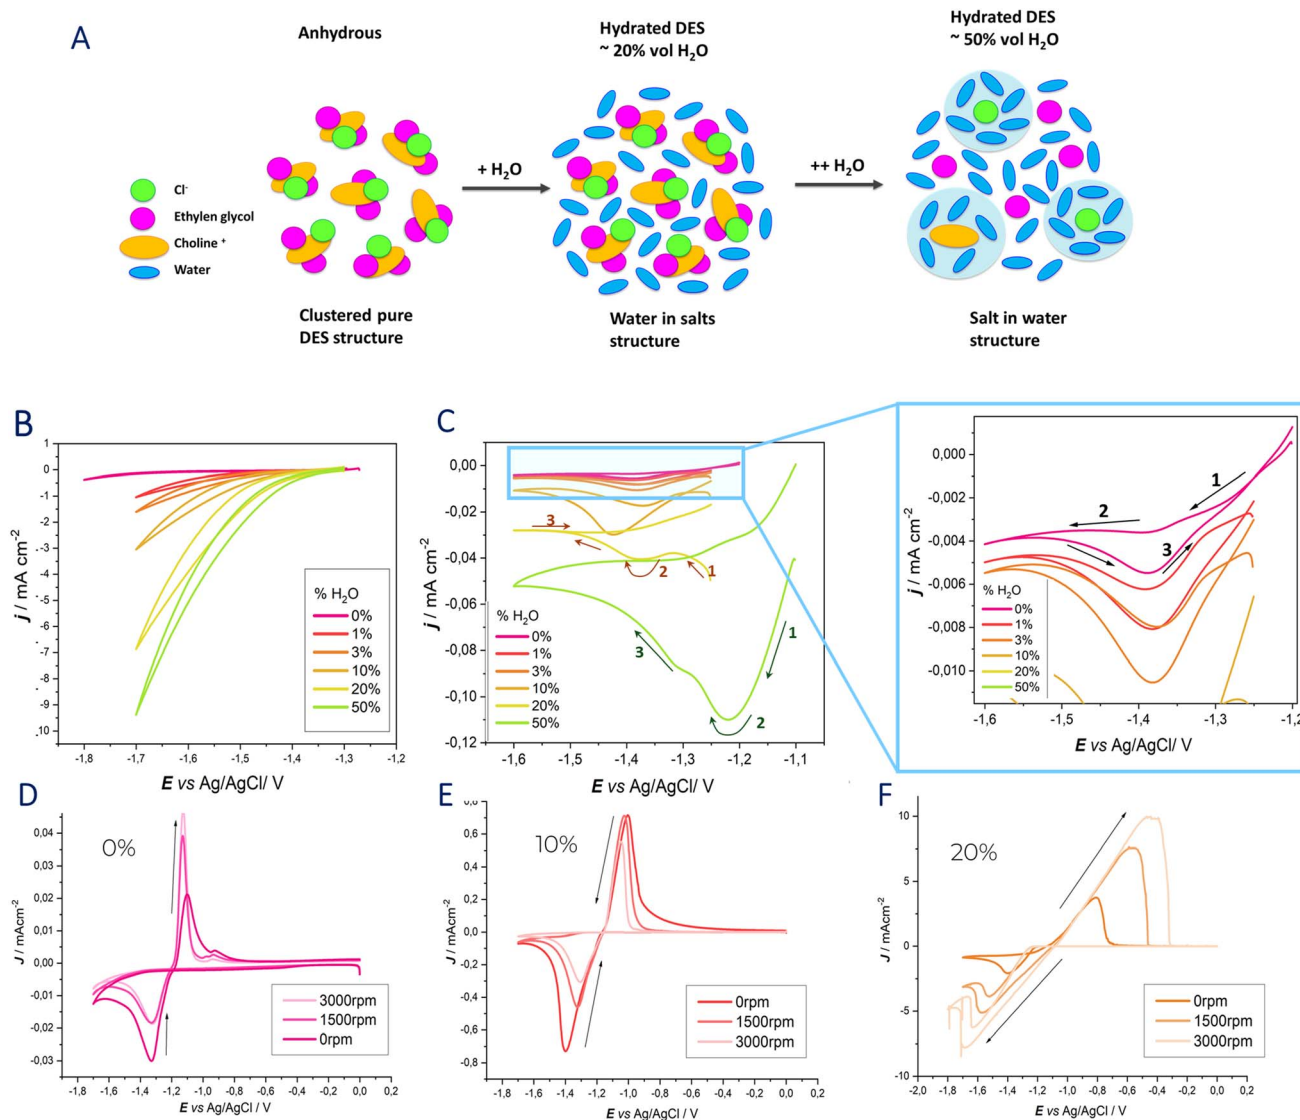 A
Anhydrous
Hydrated DES
~ 20% vol H2O
Hydrated DES
~ 50% vol H2O
Cl-
Ethylen glycol
Choline +
Water
+ H2O
++ H2O
Clustered pure
DES structure
Water in salts
structure
Salt in water
structure
B
1
0
-1
-2
-3
-4
-5
-6
-7
-8
-9
10
j / mA cm-2
% H2O
0%
1%
3%
10%
20%
50%
-1,8 -1,7 -1,6 -1,5 -1,4 -1,3 -1,2
E vs Ag/AgCl/ V
C
0,00
-0,02
-0,04
-0,06
-0,08
-0,10
-0,12
j / mA cm-2
3
2
1
1
3
2
% H2O
0%
1%
3%
10%
20%
50%
-1,6 -1,5 -1,4 -1,3 -1,2 -1,1
E vs Ag/AgCl/ V
0,000
-0,002
-0,004
-0,006
-0,008
-0,010
j / mA cm-2
1
2
3
% H2O
0%
1%
3%
10%
20%
50%
-1,6 -1,5 -1,4 -1,3 -1,2
E vs Ag/AgCl/ V
D
0%
0,04
0,03
0,02
0,01
0,00
-0,01
-0,02
-0,03
J / mAcm-2
3000rpm
1500rpm
0rpm
-1,8 -1,6 -1,4 -1,2 -1,0 -0,8 -0,6 -0,4 -0,2 0,0 0,2
E vs Ag/AgCl / V
E
10%
0,8
0,6
0,4
0,2
0,0
-0,2
-0,4
-0,6
-0,8
J / mAcm-2
0rpm
1500rpm
3000rpm
-1,8 -1,6 -1,4 -1,2 -1,0 -0,8 -0,6 -0,4 -0,2 0,0 0,2
E vs Ag/AgCl / V
F
20%
10
5
0
-5
-10
J / mAcm-2
0rpm
1500rpm
3000rpm
-2,0 -1,8 -1,6 -1,4 -1,2 -1,0 -0,8 -0,6 -0,4 -0,2 0,0 0,2
E vs Ag/AgCl / V